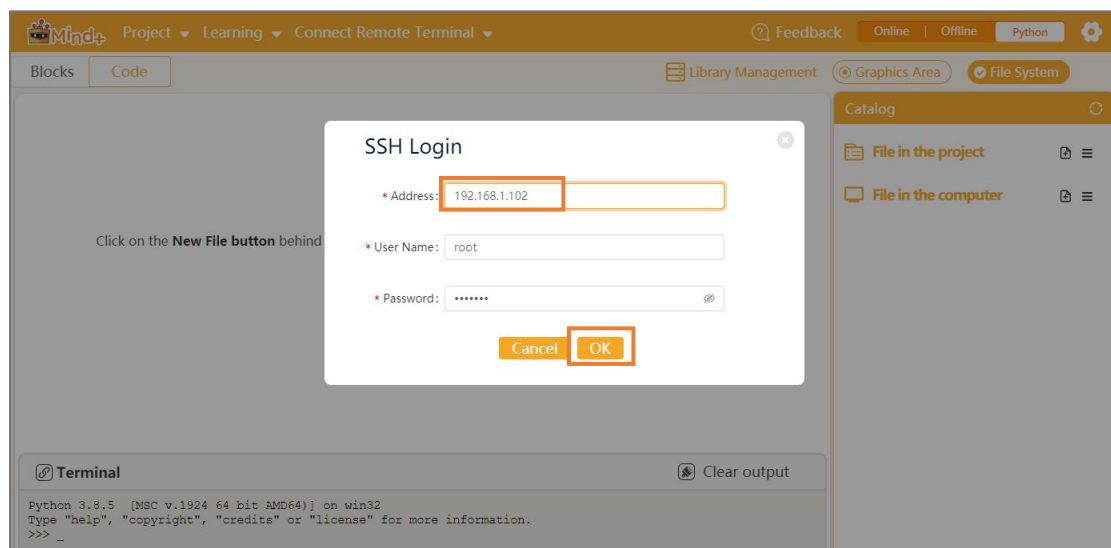 Mind+ Project Learning Connect Remote Terminal Feedback Online | Offline Python
Blocks Code Library Management Graphics Area File System
Catalog
SSH Login
File in the project
* Address: 192.168.1.102
File in the computer
Click on the New File button behind
* User Name: root
* Password: •••••••
Cancel OK
Terminal Clear output
Python 3.8.5 [MSC v.1924 64 bit AMD64)] on win32
Type "help", "copyright", "credits" or "license" for more information.
>>> _